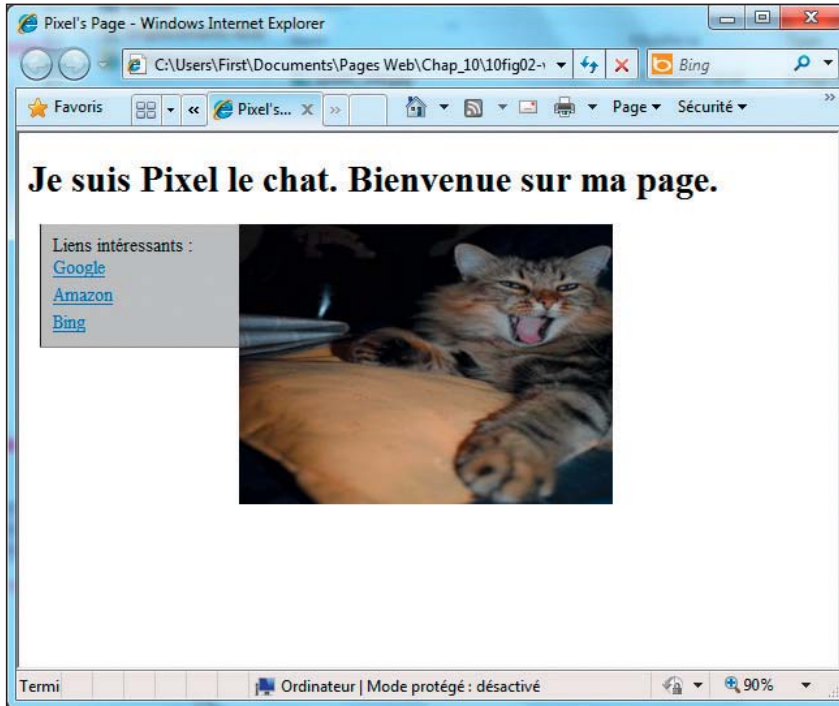 Pixel's Page - Windows Internet Explorer
C:\Users\First\Documents\Pages Web\Chap_10\10fig02-
Bing
Favoris
Pixel's...
Page
Sécurité
Je suis Pixel le chat. Bienvenue sur ma page.
Liens intéressants :
Google
Amazon
Bing
Termi
Ordinateur | Mode protégé : désactivé
90%